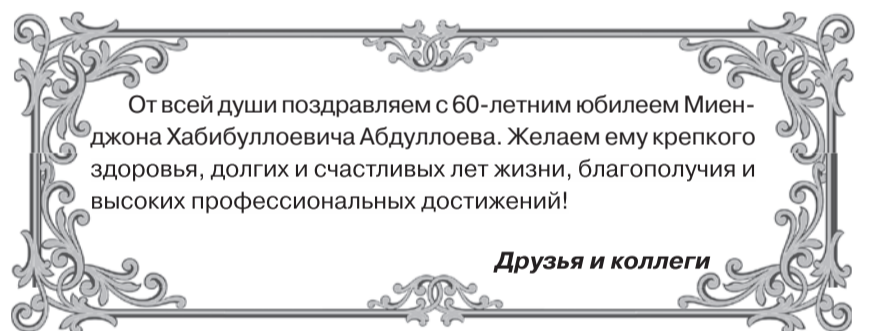 От всей души поздравляем с 60-летним юбилеем Миен-
джона Хабибуллоевича Абдуллоева. Желаем ему крепкого
здоровья, долгих и счастливых лет жизни, благополучия и
высоких профессиональных достижений!
Друзья и коллеги